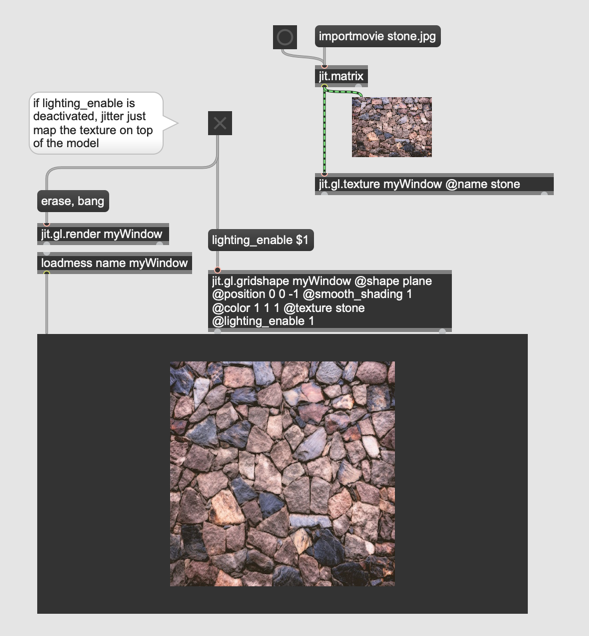 importmovie stone.jpg
jit.matrix
if lighting_enable is
deactivated, jitter just
map the texture on top
of the model
jit.gl.texture myWindow @name stone
erase, bang
jit.gl.render myWindow
lighting_enable $1
loadmess name myWindow
jit.gl.gridshape myWindow @shape plane
@position 0 0 -1 @smooth_shading 1
@color 1 1 1 @texture stone
@lighting_enable 1